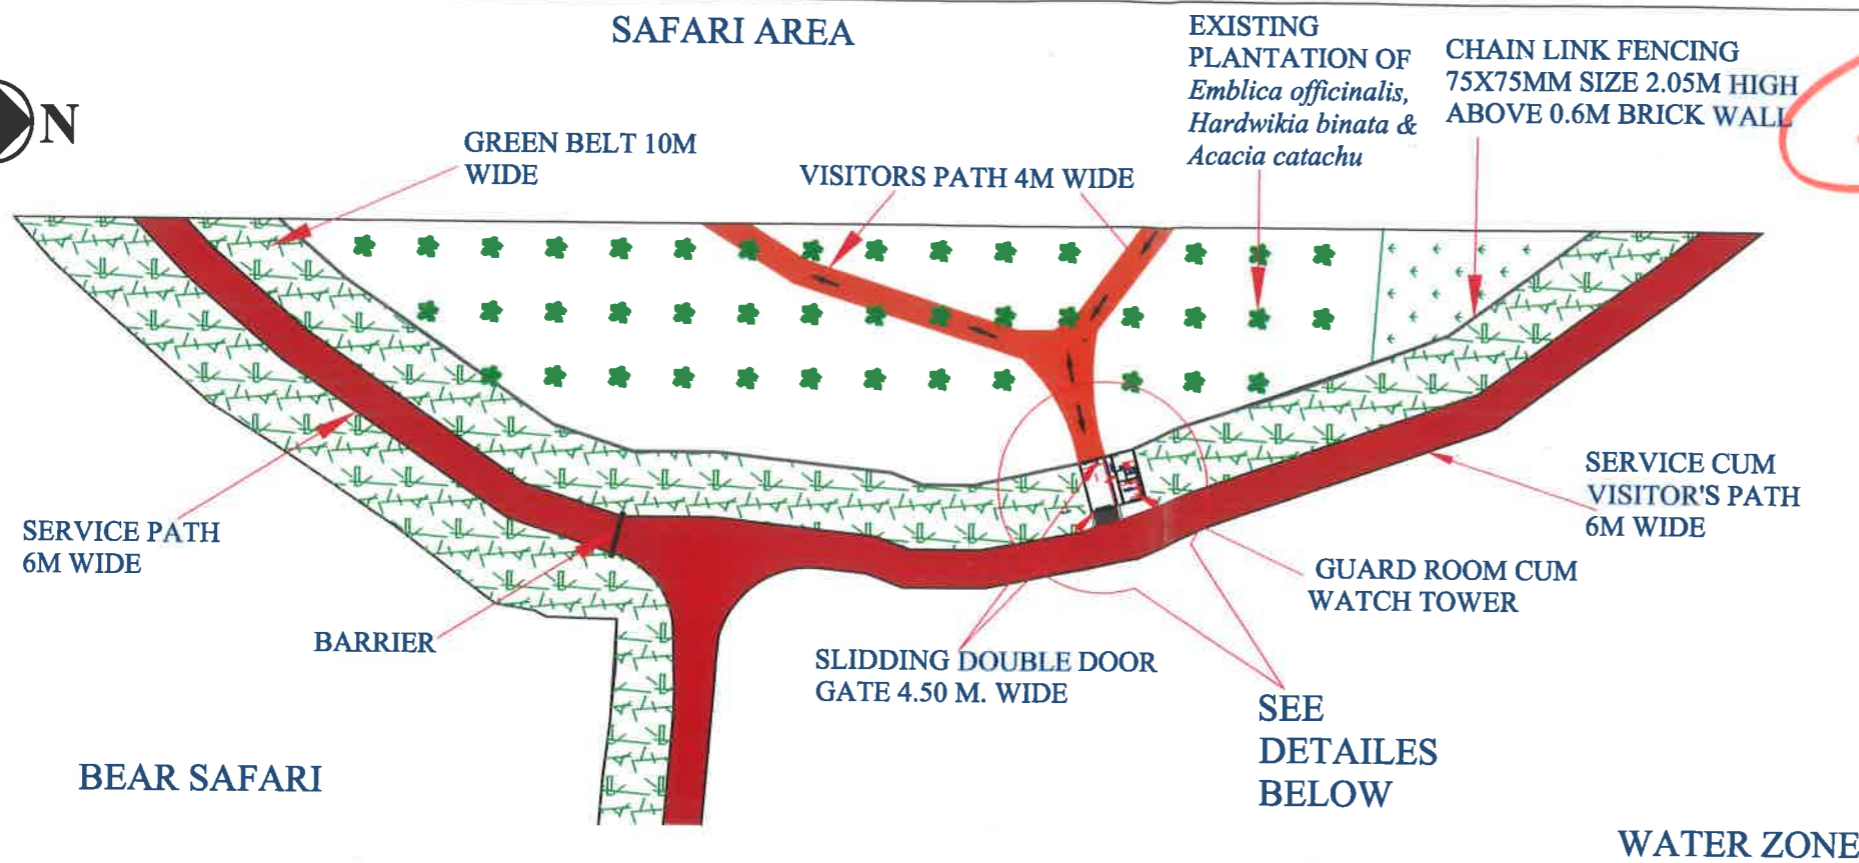 SAFARI AREA
EXISTING
PLANTATION OF
Emblica officinalis,
Hardwikia binata &
Acacia catachu
CHAIN LINK FENCING
75X75MM SIZE 2.05M HIGH
ABOVE 0.6M BRICK WALL
N
GREEN BELT 10M
WIDE
VISITORS PATH 4M WIDE
SERVICE PATH
6M WIDE
BARRIER
SLIDDING DOUBLE DOOR
GATE 4.50 M. WIDE
GUARD ROOM CUM
WATCH TOWER
SERVICE CUM
VISITOR'S PATH
6M WIDE
SEE
DETAILES
BELOW
BEAR SAFARI
WATER ZONE